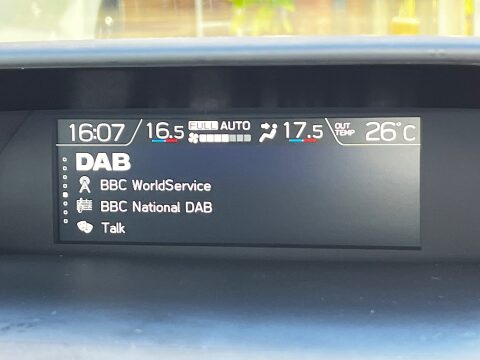 16:07 16.5 FULL AUTO 17.5 OUT TEMP 26°C
DAB
BBC WorldService
BBC National DAB
Talk